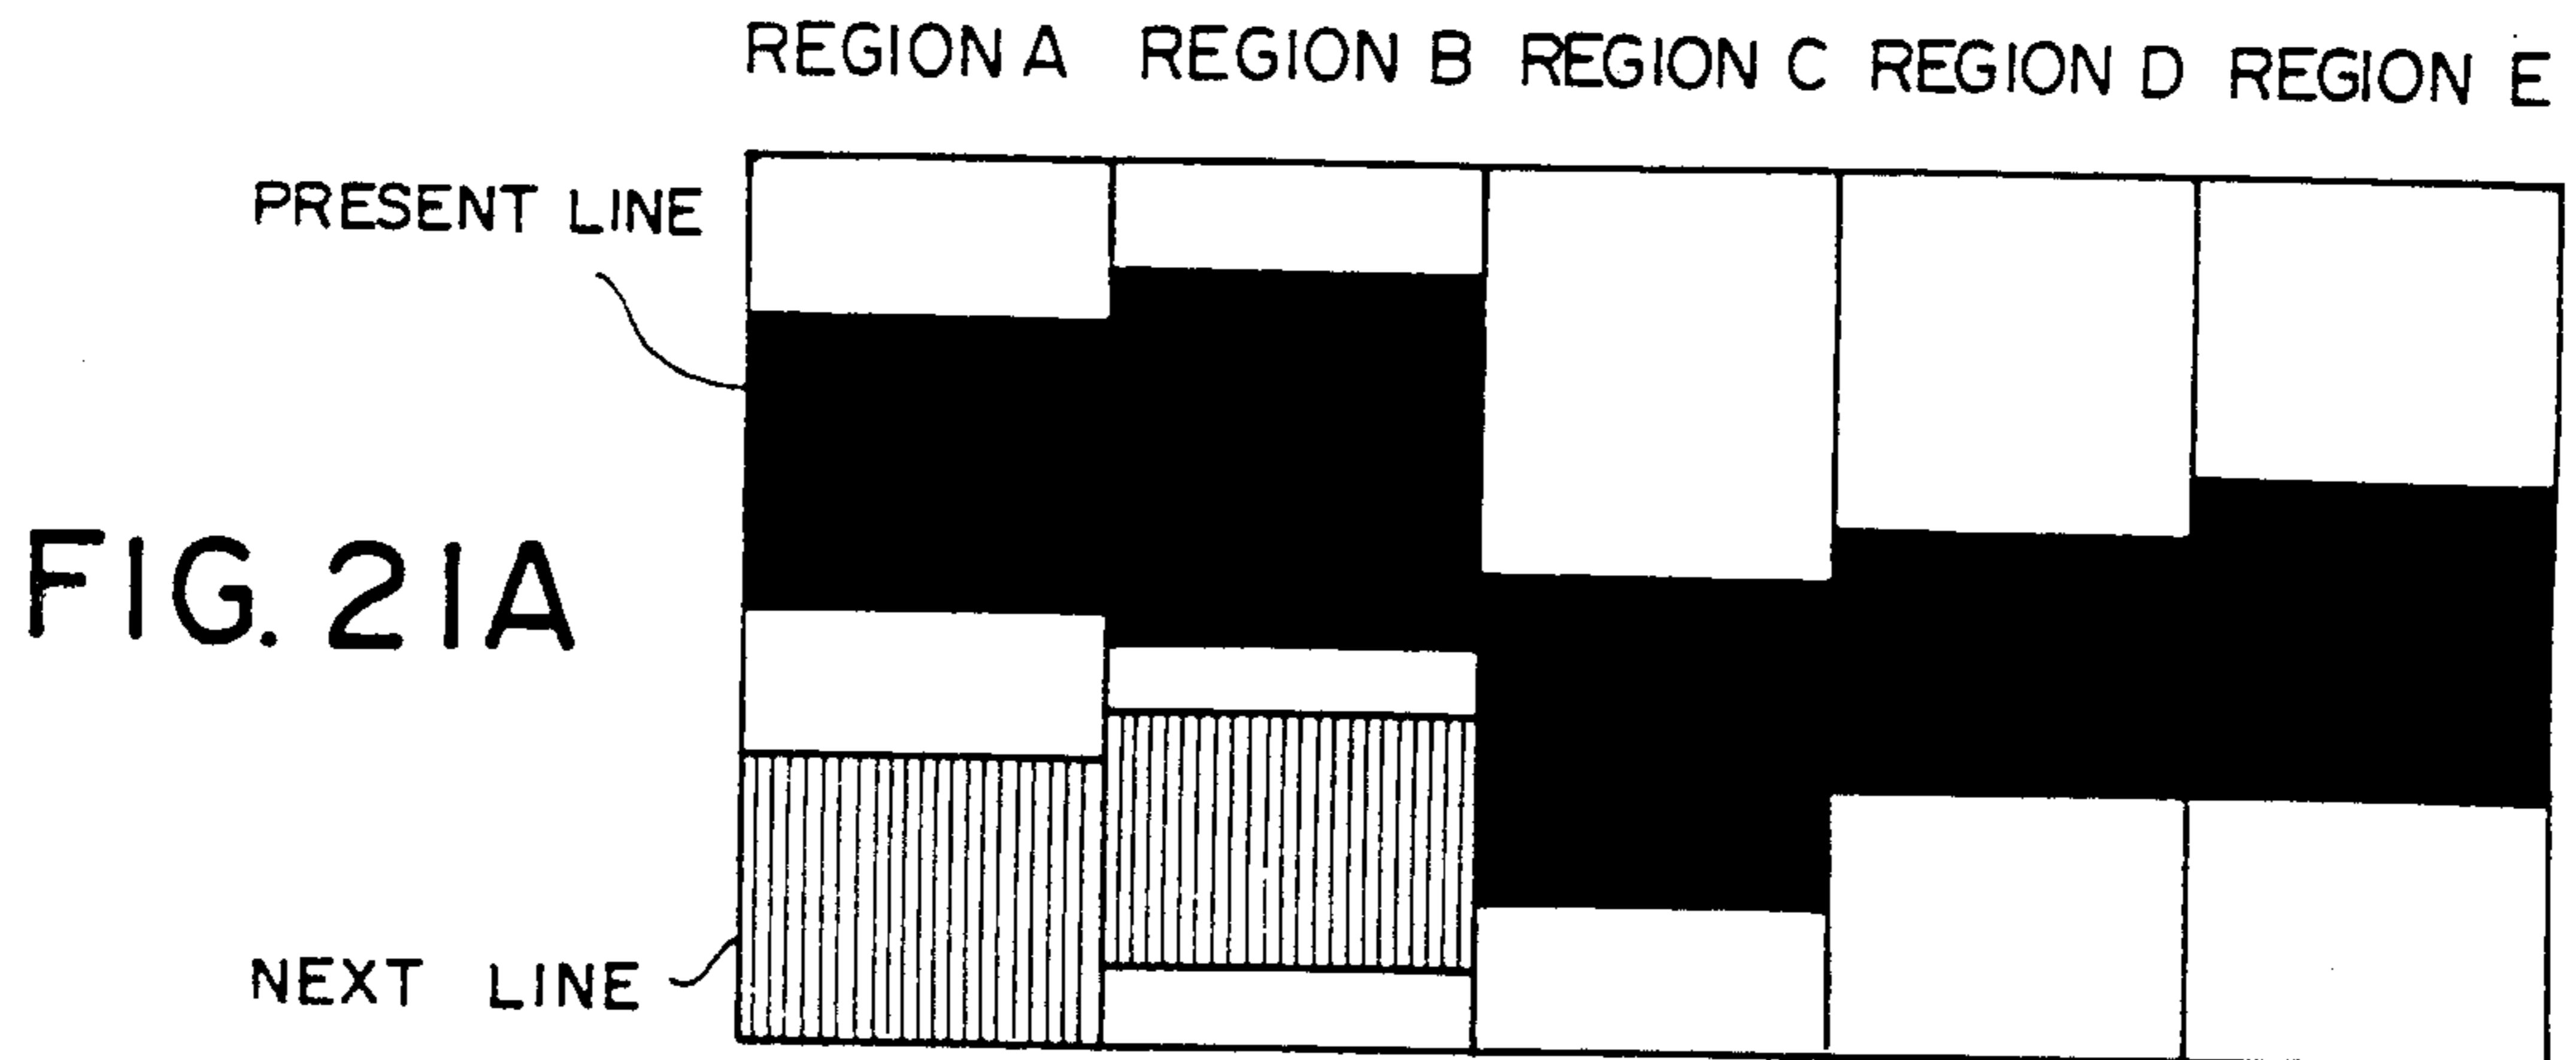 REGION A REGION B REGION C REGION D REGION E
PRESENT LINE
FIG. 21A
NEXT LINE